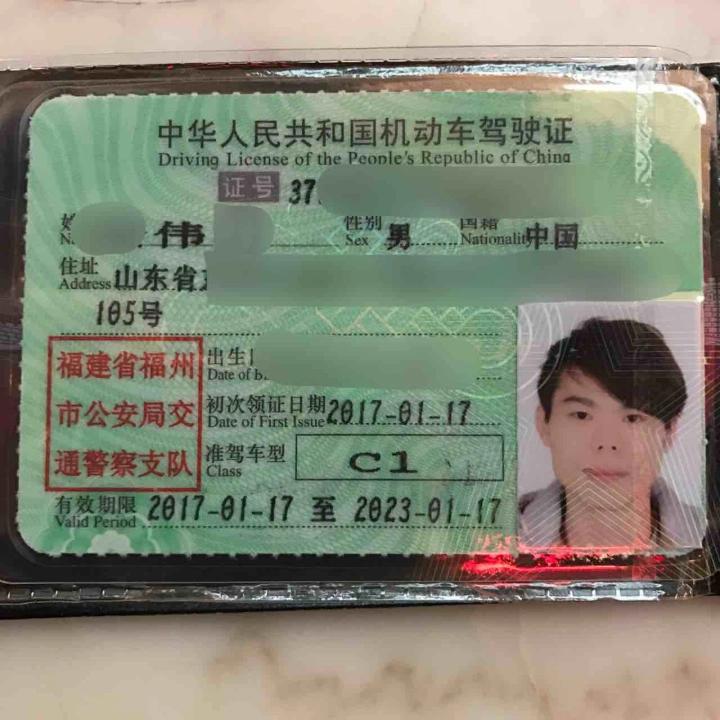 中华人民共和国机动车驾驶证
Driving License of the People's Republic of China
证号 37
伟 性别 男 国籍 中国
Sex Nationality
住址 山东省
Address
105号
福建省福州
市公安局交
通警察支队
出生
Date of B
初次领证日期 2017-01-17
Date of First Issue
准驾车型 C1
Class
有效期限 2017-01-17 至 2023-01-17
Valid Period